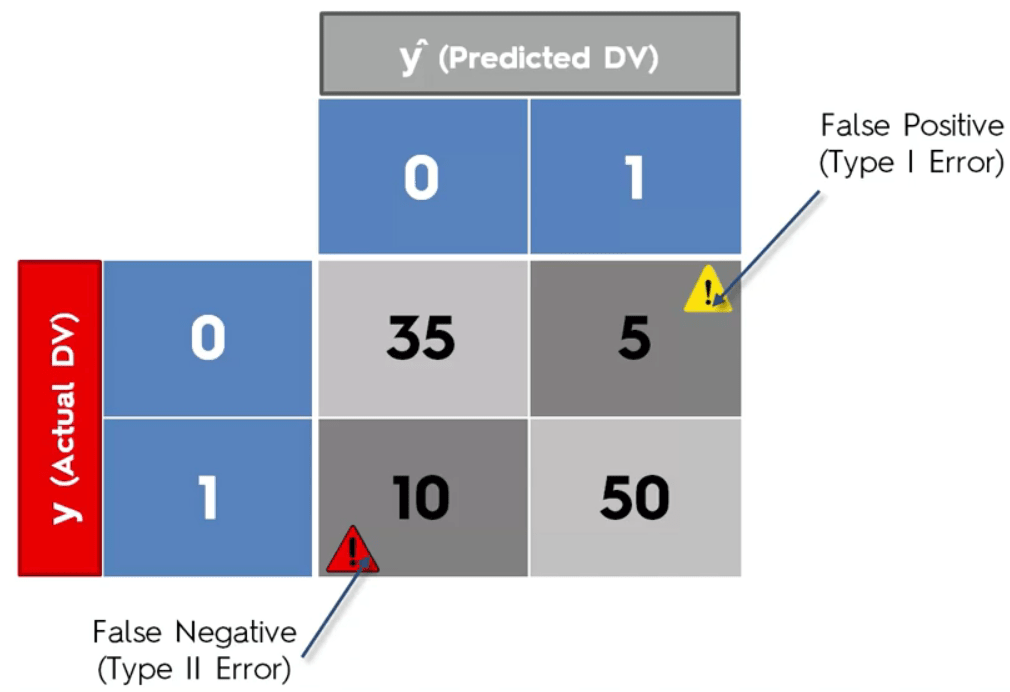 ŷ (Predicted DV)
0
1
False Positive
(Type I Error)
y (Actual DV)
0
35
5
!
1
10
50
!
False Negative
(Type II Error)